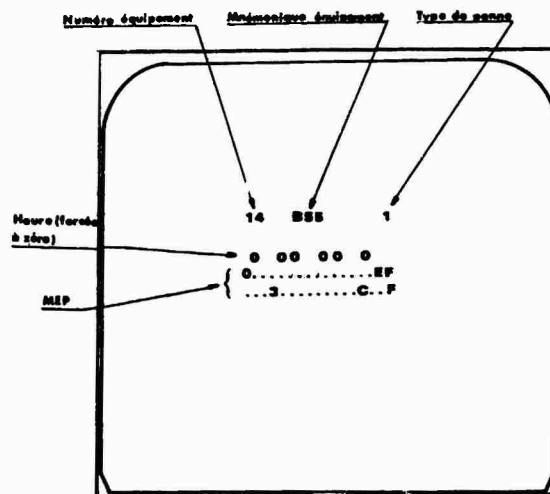 Numéro équipement Mnémonique équipement Type de panne
14 BSS 1
Heure (forcée
à zéro)
0 00 00 0
0..............EF
MEP
...3.........C..F